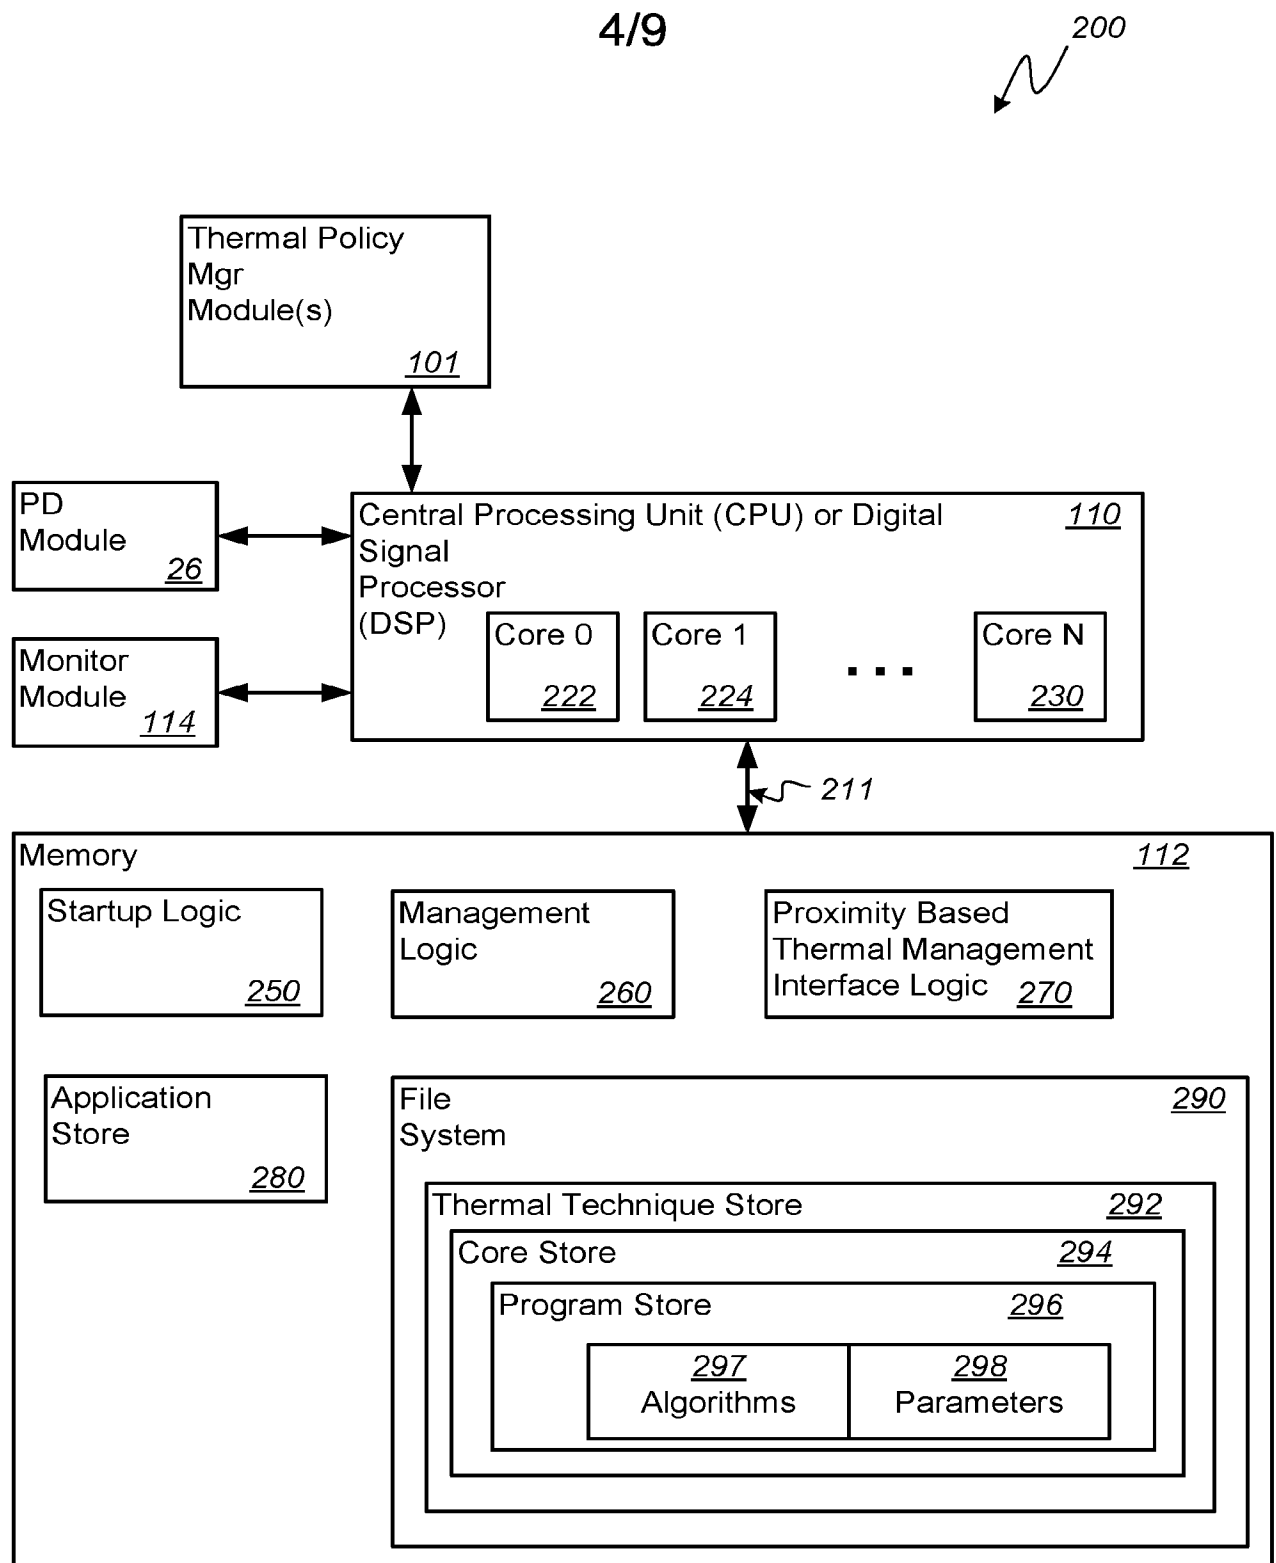 4/9
200
Thermal Policy
Mgr
Module(s)
101
PD
Module
26
Central Processing Unit (CPU) or Digital
110
Signal
Processor
(DSP)
Core 0
222
Core 1
224
...
Core N
230
Monitor
Module
114
211
Memory
112
Startup Logic
250
Management
Logic
260
Proximity Based
Thermal Management
Interface Logic 270
Application
Store
280
File
System
290
Thermal Technique Store 292
Core Store 294
Program Store 296
297
Algorithms
298
Parameters